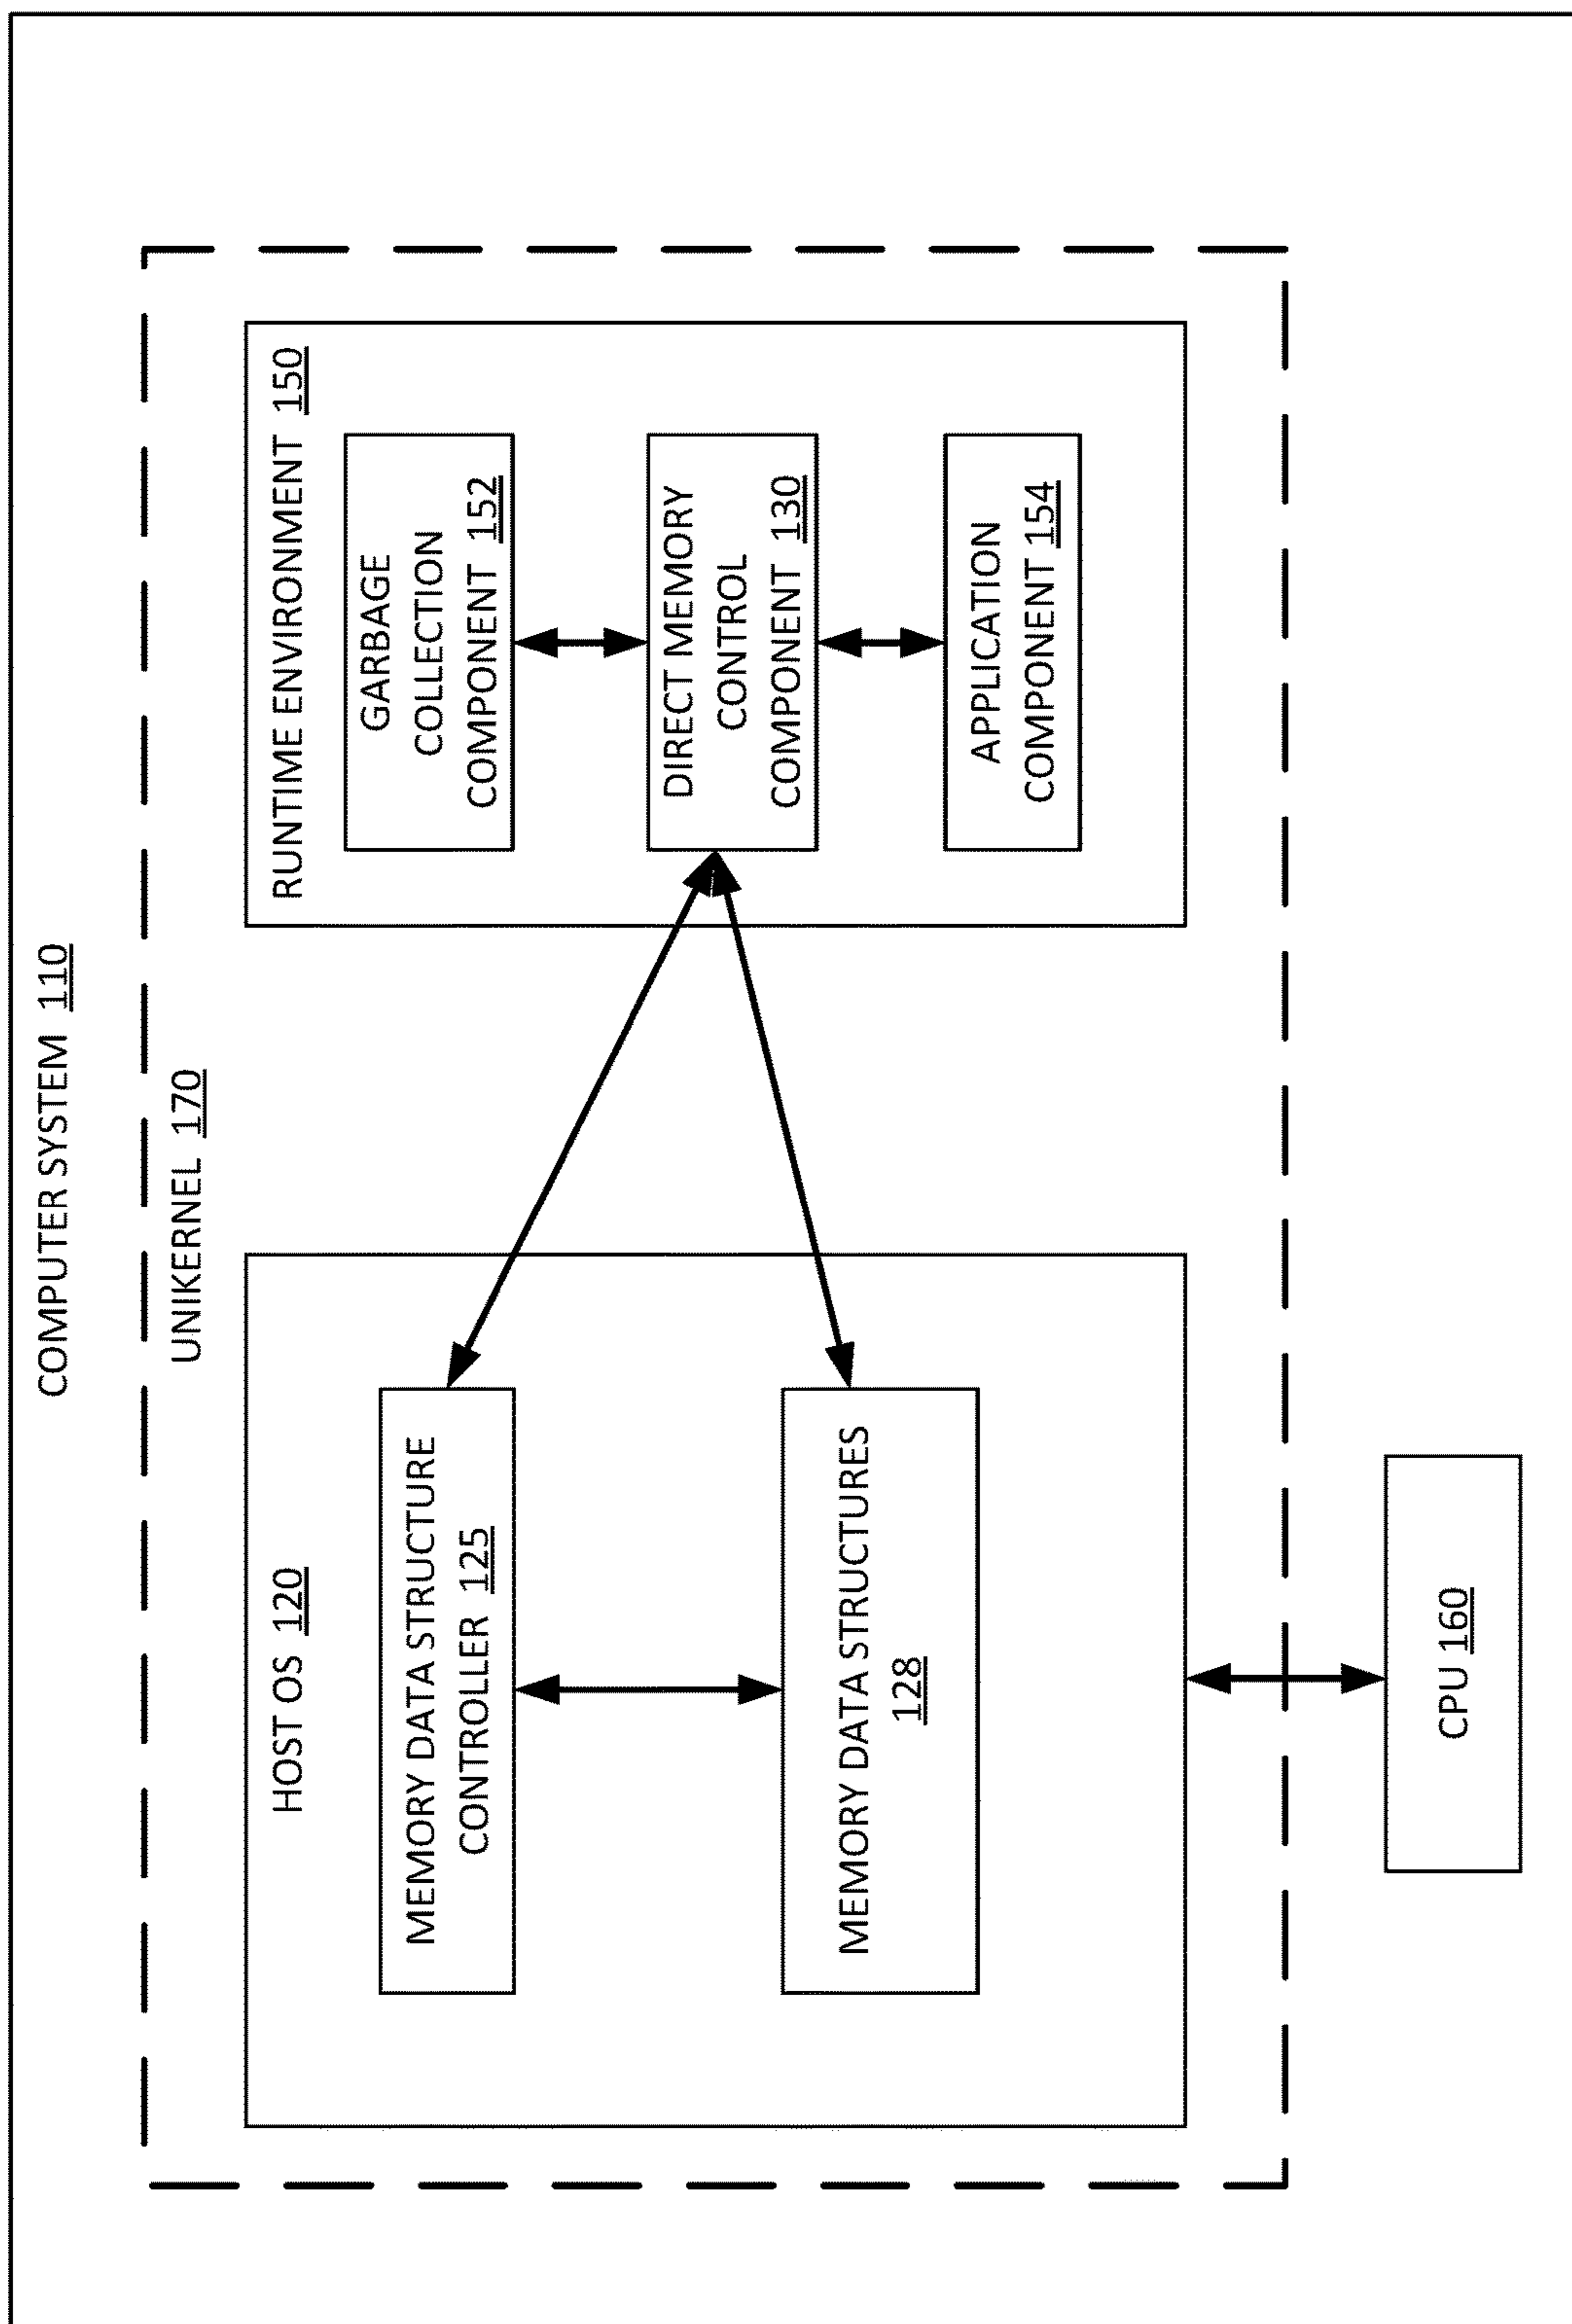 COMPUTER SYSTEM 110
UNIKERNEL 170
HOST OS 120
MEMORY DATA STRUCTURE
CONTROLLER 125
MEMORY DATA STRUCTURES
128
RUNTIME ENVIRONMENT 150
GARBAGE
COLLECTION
COMPONENT 152
DIRECT MEMORY
CONTROL
COMPONENT 130
APPLICATION
COMPONENT 154
CPU 160